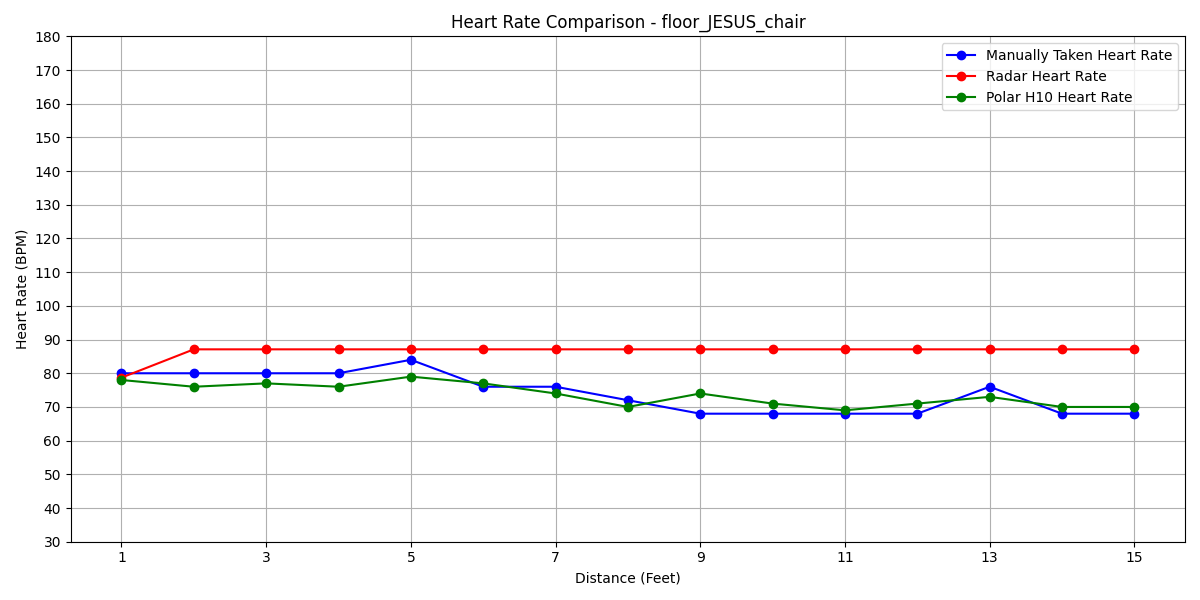 Heart Rate Comparison - floor_JESUS_chair
Manually Taken Heart Rate
Radar Heart Rate
Polar H10 Heart Rate
Heart Rate (BPM)
180
170
160
150
140
130
120
110
100
90
80
70
60
50
40
30
1 3 5 7 9 11 13 15
Distance (Feet)